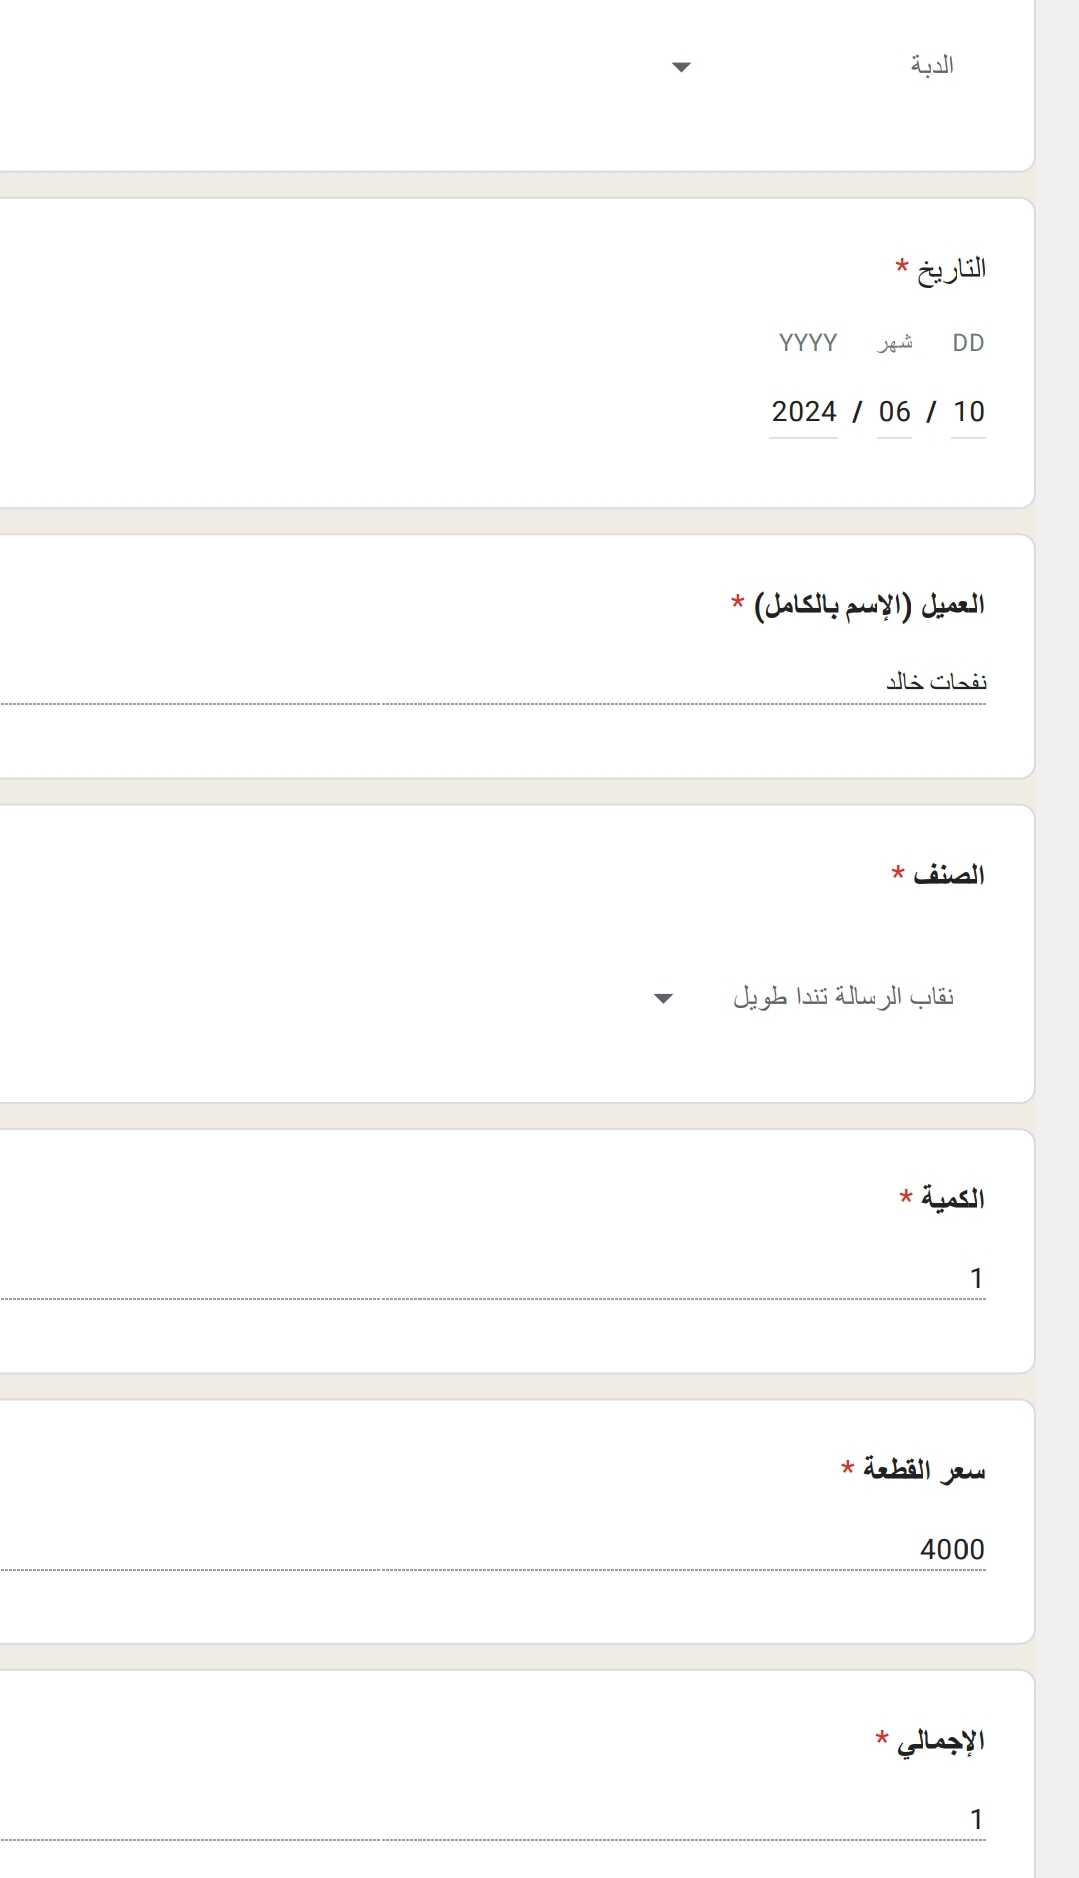 الدبة
التاريخ *
DD شهر YYYY
10 / 06 / 2024
العميل (الإسم بالكامل) *
نفحات خالد
الصنف *
نقاب الرسالة تندا طويل
الكمية *
1
سعر القطعة *
4000
الإجمالي *
1